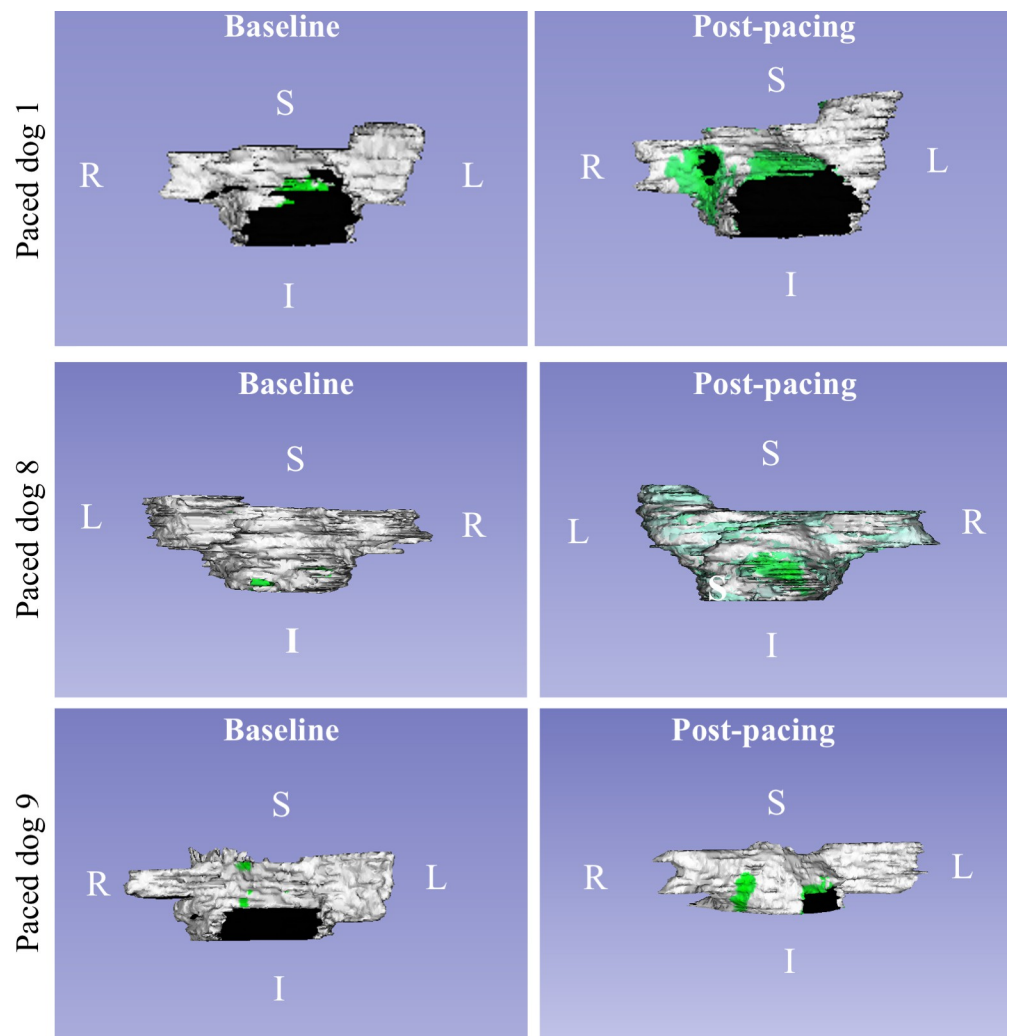 Baseline
Post-pacing
Paced dog 1
S
R
L
I
S
R
L
I
Baseline
Post-pacing
Paced dog 8
S
L
R
I
S
L
R
S
I
Baseline
Post-pacing
Paced dog 9
S
R
L
I
S
R
L
I